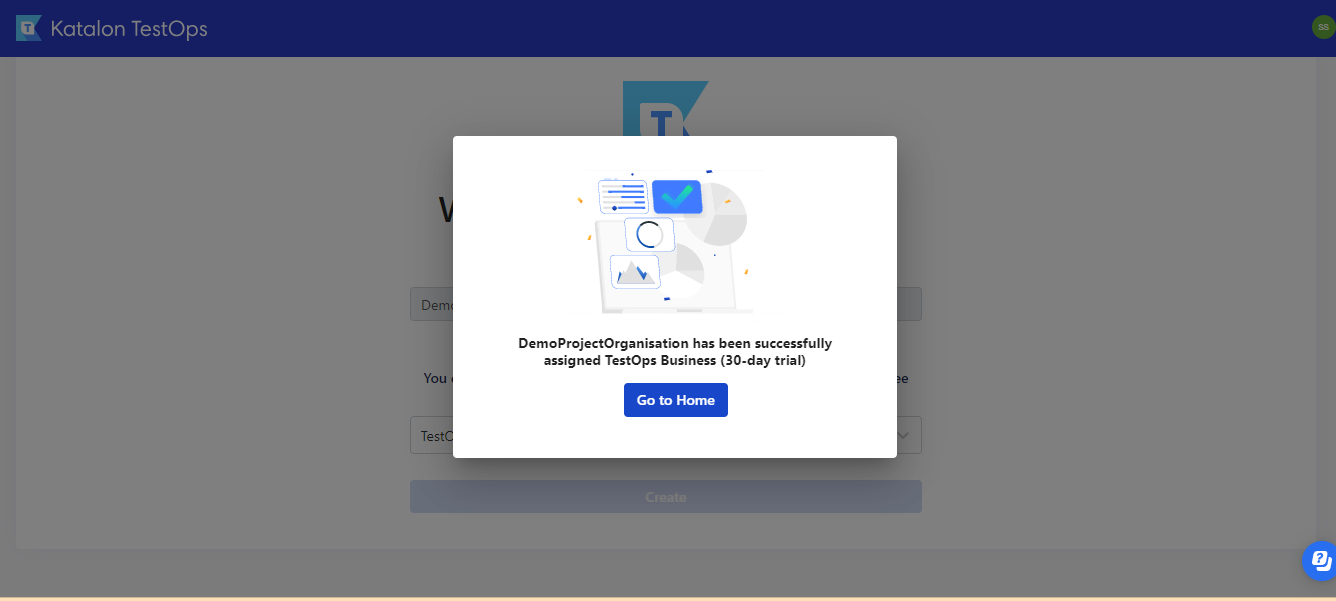 Katalon TestOps
SS
T
W
Demo
DemoProjectOrganisation has been successfully
assigned TestOps Business (30-day trial)
You
ee
Go to Home
TestO
Create